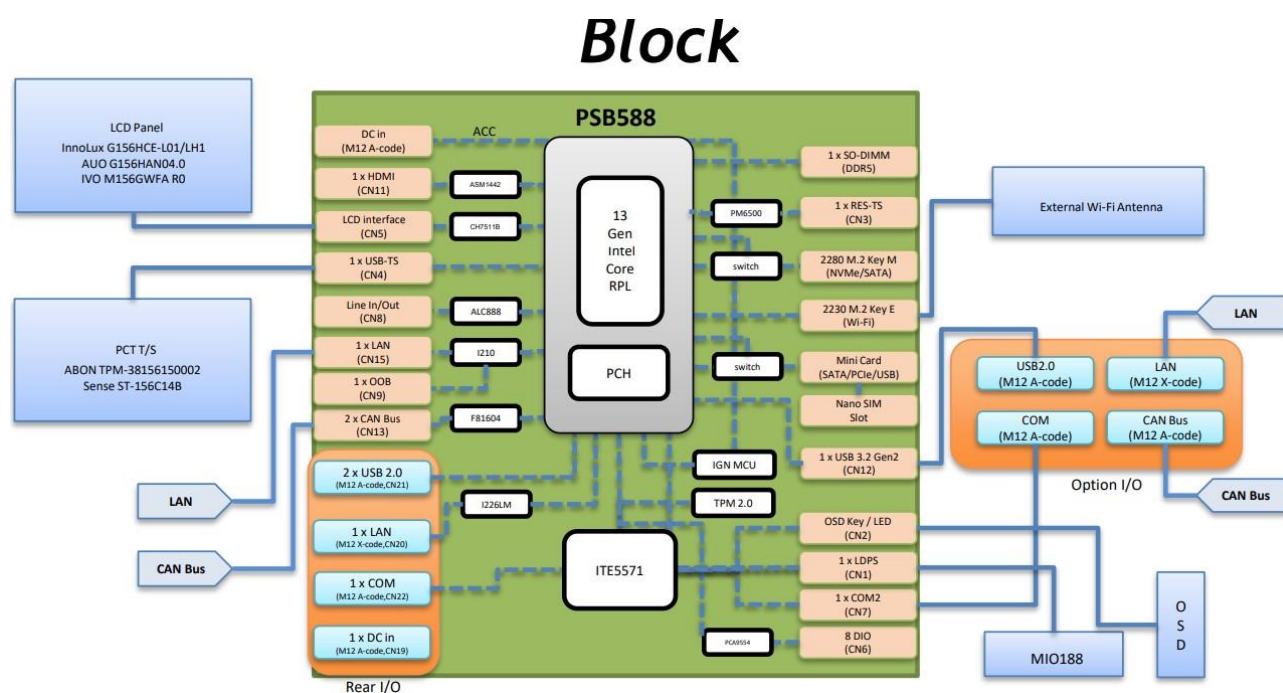 Block
PSB588
LCD Panel
InnoLux G156HCE-L01/LH1
AUO G156HAN04.0
IVO M156GWFA R0
PCT T/S
ABON TPM-38156150002
Sense ST-156C14B
LAN
CAN Bus
DC in
(M12 A-code)
ACC
1 x HDMI
(CN11)
ASM1442
LCD interface
(CN5)
CH7511B
1 x USB-TS
(CN4)
Line In/Out
(CN8)
ALC888
1 x LAN
(CN15)
I210
1 x OOB
(CN9)
2 x CAN Bus
(CN13)
F81604
2 x USB 2.0
(M12 A-code,CN21)
I226LM
1 x LAN
(M12 X-code,CN20)
1 x COM
(M12 A-code,CN22)
1 x DC in
(M12 A-code,CN19)
Rear I/O
13
Gen
Intel
Core
RPL
PCH
IGN MCU
TPM 2.0
ITE5571
PCA9554
PM6500
switch
switch
1 x SO-DIMM
(DDR5)
1 x RES-TS
(CN3)
2280 M.2 Key M
(NVMe/SATA)
2230 M.2 Key E
(Wi-Fi)
Mini Card
(SATA/PCIe/USB)
Nano SIM
Slot
1 x USB 3.2 Gen2
(CN12)
OSD Key / LED
(CN2)
1 x LDPS
(CN1)
1 x COM2
(CN7)
8 DIO
(CN6)
External Wi-Fi Antenna
LAN
USB2.0
(M12 A-code)
LAN
(M12 X-code)
COM
(M12 A-code)
CAN Bus
(M12 A-code)
Option I/O
CAN Bus
MIO188
O
S
D